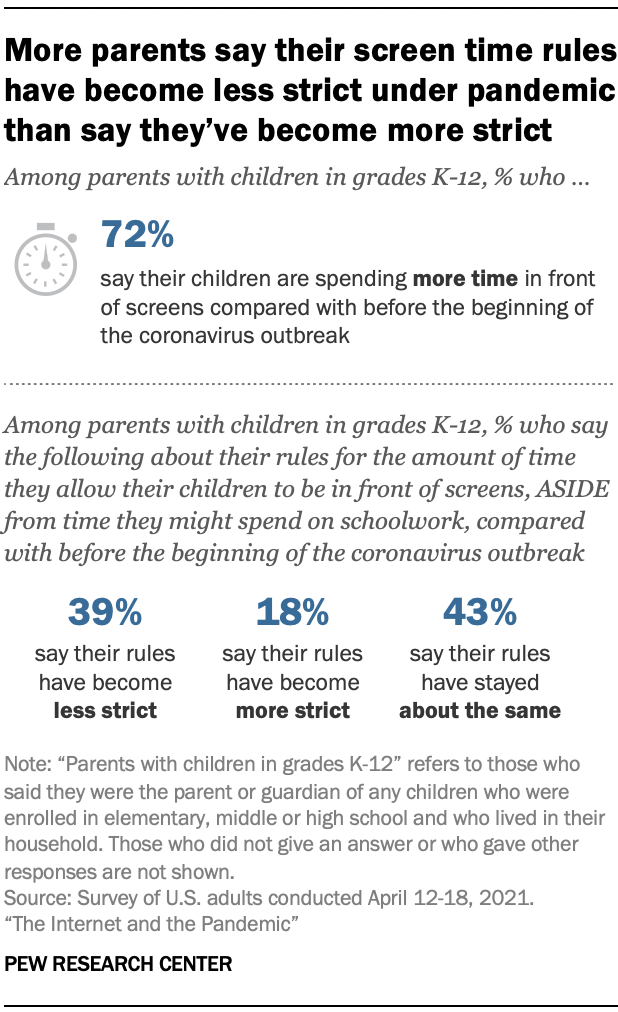 More parents say their screen time rules
have become less strict under pandemic
than say they’ve become more strict
Among parents with children in grades K-12, % who ...
72%
say their children are spending more time in front
of screens compared with before the beginning of
the coronavirus outbreak
Among parents with children in grades K-12, % who say
the following about their rules for the amount of time
they allow their children to be in front of screens, ASIDE
from time they might spend on schoolwork, compared
with before the beginning of the coronavirus outbreak
39%
say their rules
have become
less strict
18%
say their rules
have become
more strict
43%
say their rules
have stayed
about the same
Note: “Parents with children in grades K-12” refers to those who
said they were the parent or guardian of any children who were
enrolled in elementary, middle or high school and who lived in their
household. Those who did not give an answer or who gave other
responses are not shown.
Source: Survey of U.S. adults conducted April 12-18, 2021.
“The Internet and the Pandemic”
PEW RESEARCH CENTER